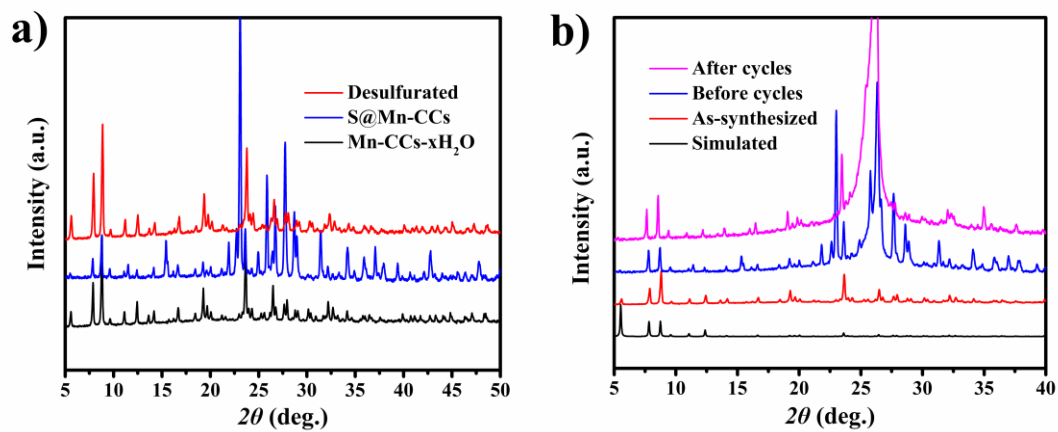 a)
Desulfurated
S@Mn-CCs
Mn-CCs-xH₂O
Intensity (a.u.)
5 10 15 20 25 30 35 40 45 50
2θ (deg.)
b)
After cycles
Before cycles
As-synthesized
Simulated
Intensity (a.u.)
5 10 15 20 25 30 35 40
2θ (deg.)